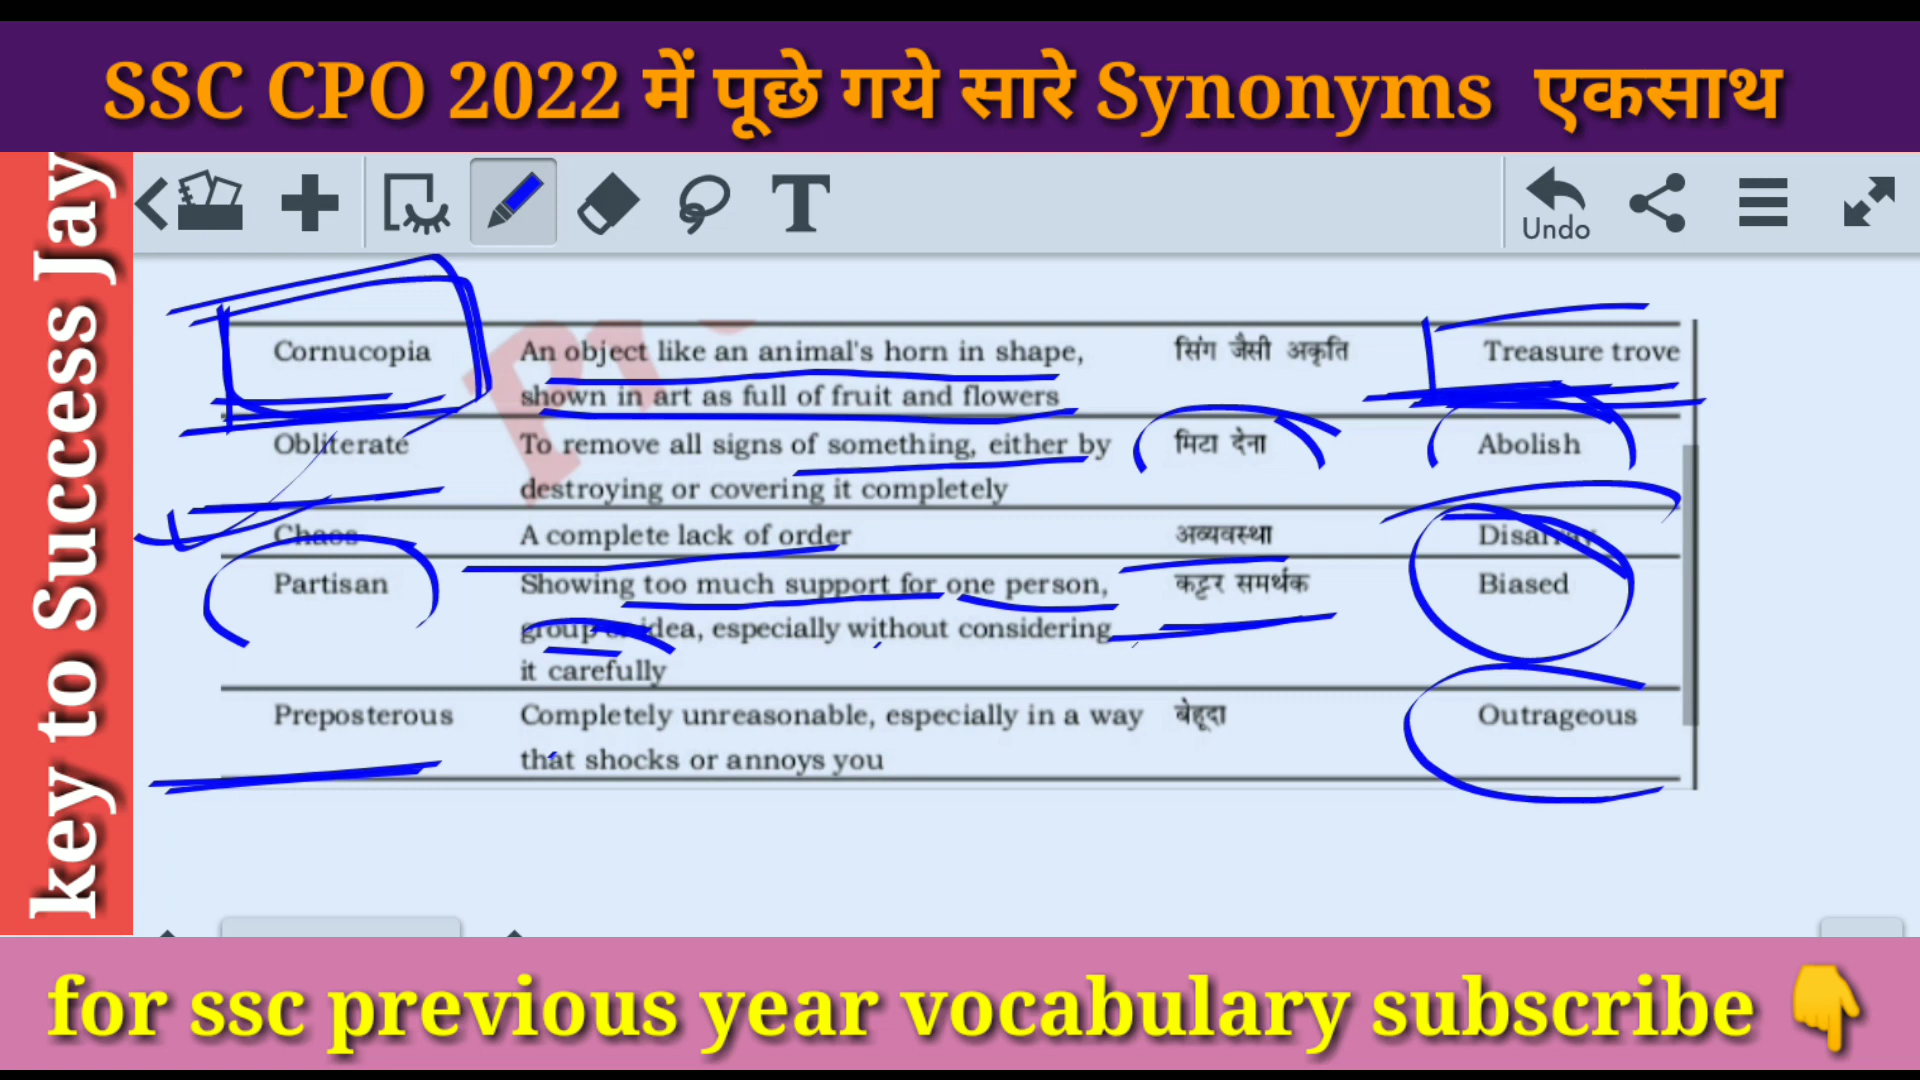 SSC CPO 2022 में पूछे गये सारे Synonyms एकसाथ
key to Success Jay
T
Undo
Cornucopia An object like an animal's horn in shape, सिंग जैसी अकृति Treasure trove
shown in art as full of fruit and flowers
Obliterate To remove all signs of something, either by मिटा देना Abolish
destroying or covering it completely
Chaos A complete lack of order अव्यवस्था Disarray
Partisan Showing too much support for one person, कट्टर समर्थक Biased
group or idea, especially without considering
it carefully
Preposterous Completely unreasonable, especially in a way बेहूदा Outrageous
that shocks or annoys you
for ssc previous year vocabulary subscribe